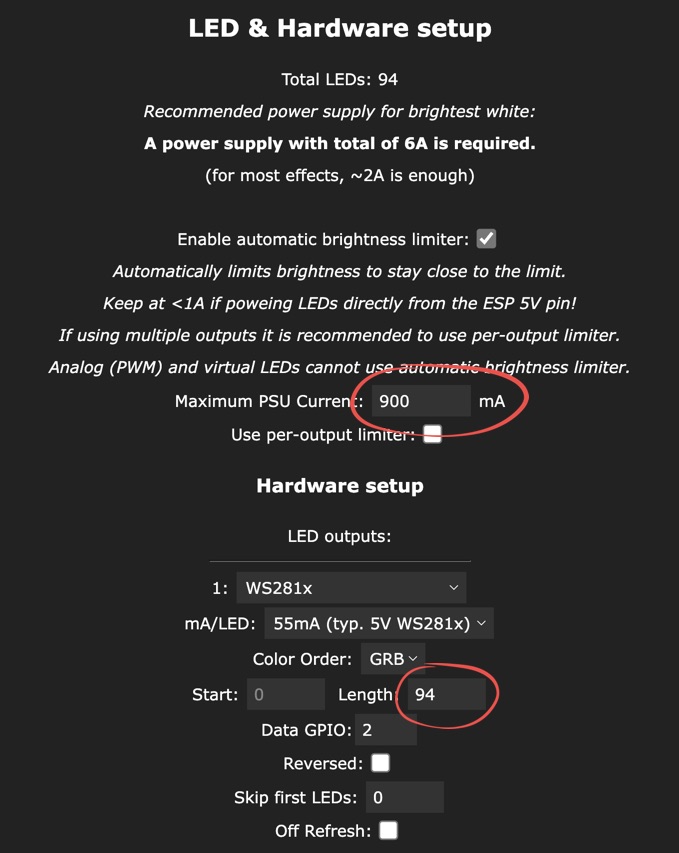 LED & Hardware setup
Total LEDs: 94
Recommended power supply for brightest white:
A power supply with total of 6A is required.
(for most effects, ~2A is enough)
Enable automatic brightness limiter:
Automatically limits brightness to stay close to the limit.
Keep at <1A if poweing LEDs directly from the ESP 5V pin!
If using multiple outputs it is recommended to use per-output limiter.
Analog (PWM) and virtual LEDs cannot use automatic brightness limiter.
Maximum PSU Current: 900 mA
Use per-output limiter:
Hardware setup
LED outputs:
1: WS281x
mA/LED: 55mA (typ. 5V WS281x)
Color Order: GRB
Start: 0 Length: 94
Data GPIO: 2
Reversed:
Skip first LEDs: 0
Off Refresh: